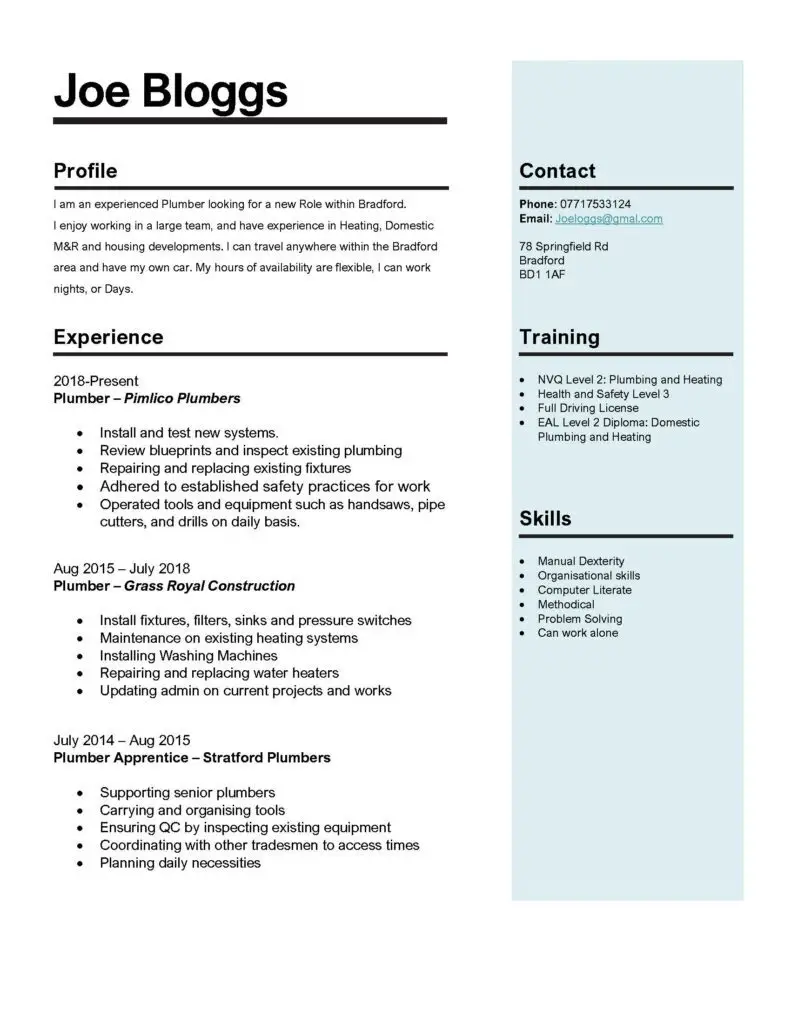 Joe Bloggs
Profile
I am an experienced Plumber looking for a new Role within Bradford.
I enjoy working in a large team, and have experience in Heating, Domestic
M&R and housing developments. I can travel anywhere within the Bradford
area and have my own car. My hours of availability are flexible, I can work
nights, or Days.
Experience
2018-Present
Plumber – Pimlico Plumbers
• Install and test new systems.
• Review blueprints and inspect existing plumbing
• Repairing and replacing existing fixtures
• Adhered to established safety practices for work
• Operated tools and equipment such as handsaws, pipe
cutters, and drills on daily basis.
Aug 2015 – July 2018
Plumber – Grass Royal Construction
• Install fixtures, filters, sinks and pressure switches
• Maintenance on existing heating systems
• Installing Washing Machines
• Repairing and replacing water heaters
• Updating admin on current projects and works
July 2014 – Aug 2015
Plumber Apprentice – Stratford Plumbers
• Supporting senior plumbers
• Carrying and organising tools
• Ensuring QC by inspecting existing equipment
• Coordinating with other tradesmen to access times
• Planning daily necessities
Contact
Phone: 07717533124
Email: Joeloggs@gmal.com
78 Springfield Rd
Bradford
BD1 1AF
Training
• NVQ Level 2: Plumbing and Heating
• Health and Safety Level 3
• Full Driving License
• EAL Level 2 Diploma: Domestic
Plumbing and Heating
Skills
• Manual Dexterity
• Organisational skills
• Computer Literate
• Methodical
• Problem Solving
• Can work alone